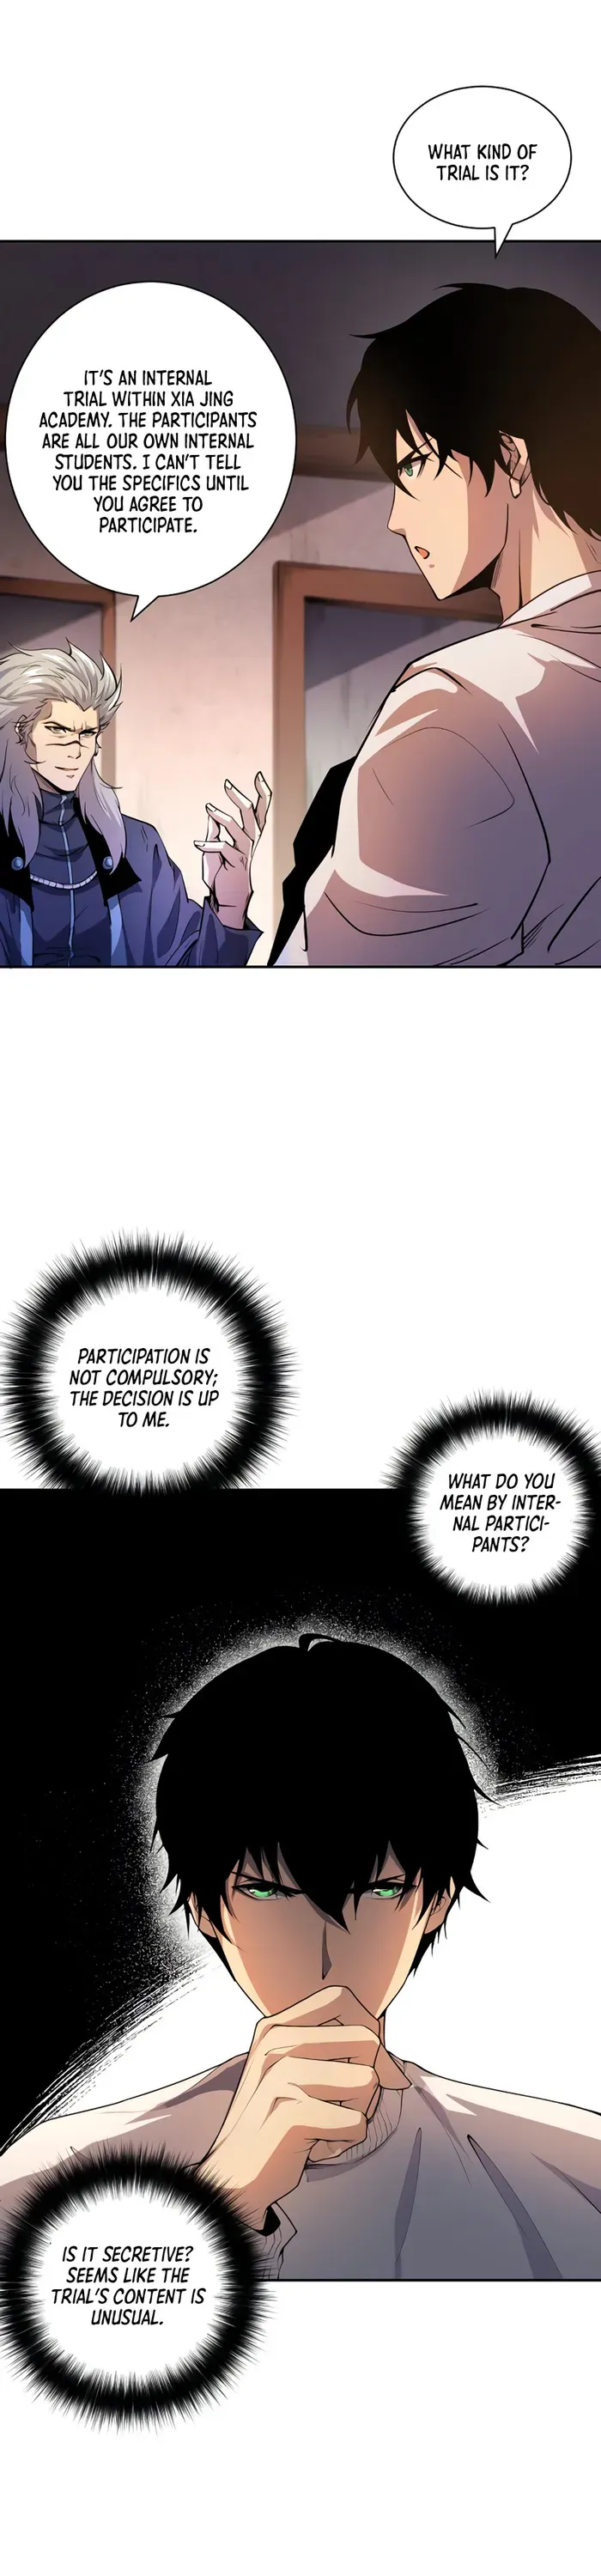 WHAT KIND OF
TRIAL IS IT?
IT'S AN INTERNAL
TRIAL WITHIN XIA JING
ACADEMY. THE PARTICIPANTS
ARE ALL OUR OWN INTERNAL
STUDENTS. I CAN'T TELL
YOU THE SPECIFICS UNTIL
YOU AGREE TO
PARTICIPATE.
PARTICIPATION IS
NOT COMPULSORY;
THE DECISION IS UP
TO ME.
WHAT DO YOU
MEAN BY INTER-
NAL PARTICI-
PANTS?
IS IT SECRETIVE?
SEEMS LIKE THE
TRIAL'S CONTENT IS
UNUSUAL.